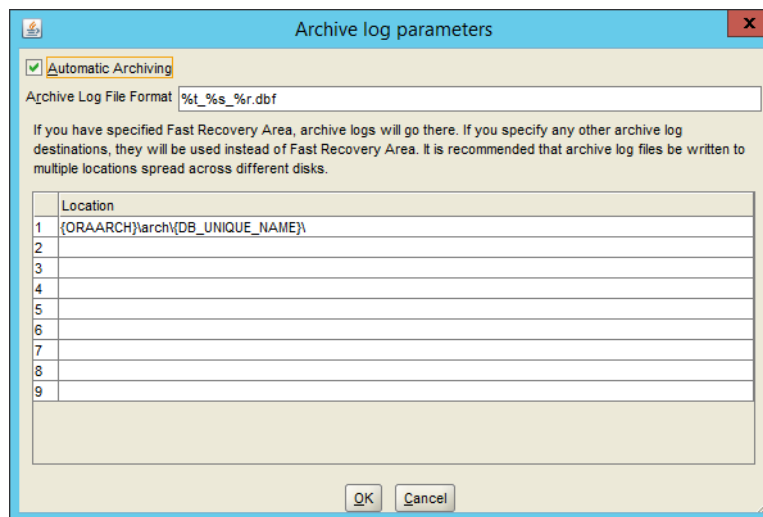 Archive log parameters
x
Automatic Archiving
Archive Log File Format %t_%s_%r.dbf
If you have specified Fast Recovery Area, archive logs will go there. If you specify any other archive log
destinations, they will be used instead of Fast Recovery Area. It is recommended that archive log files be written to
multiple locations spread across different disks.
Location
1 {ORAARCH}\arch\{DB_UNIQUE_NAME}\
2
3
4
5
6
7
8
9
OK Cancel